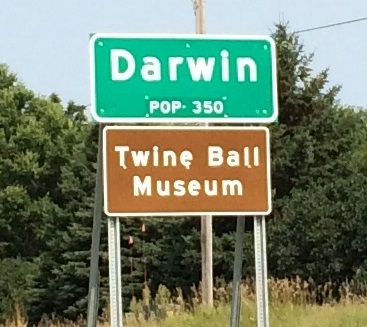 Darwin
POP 350
Twine Ball
Museum